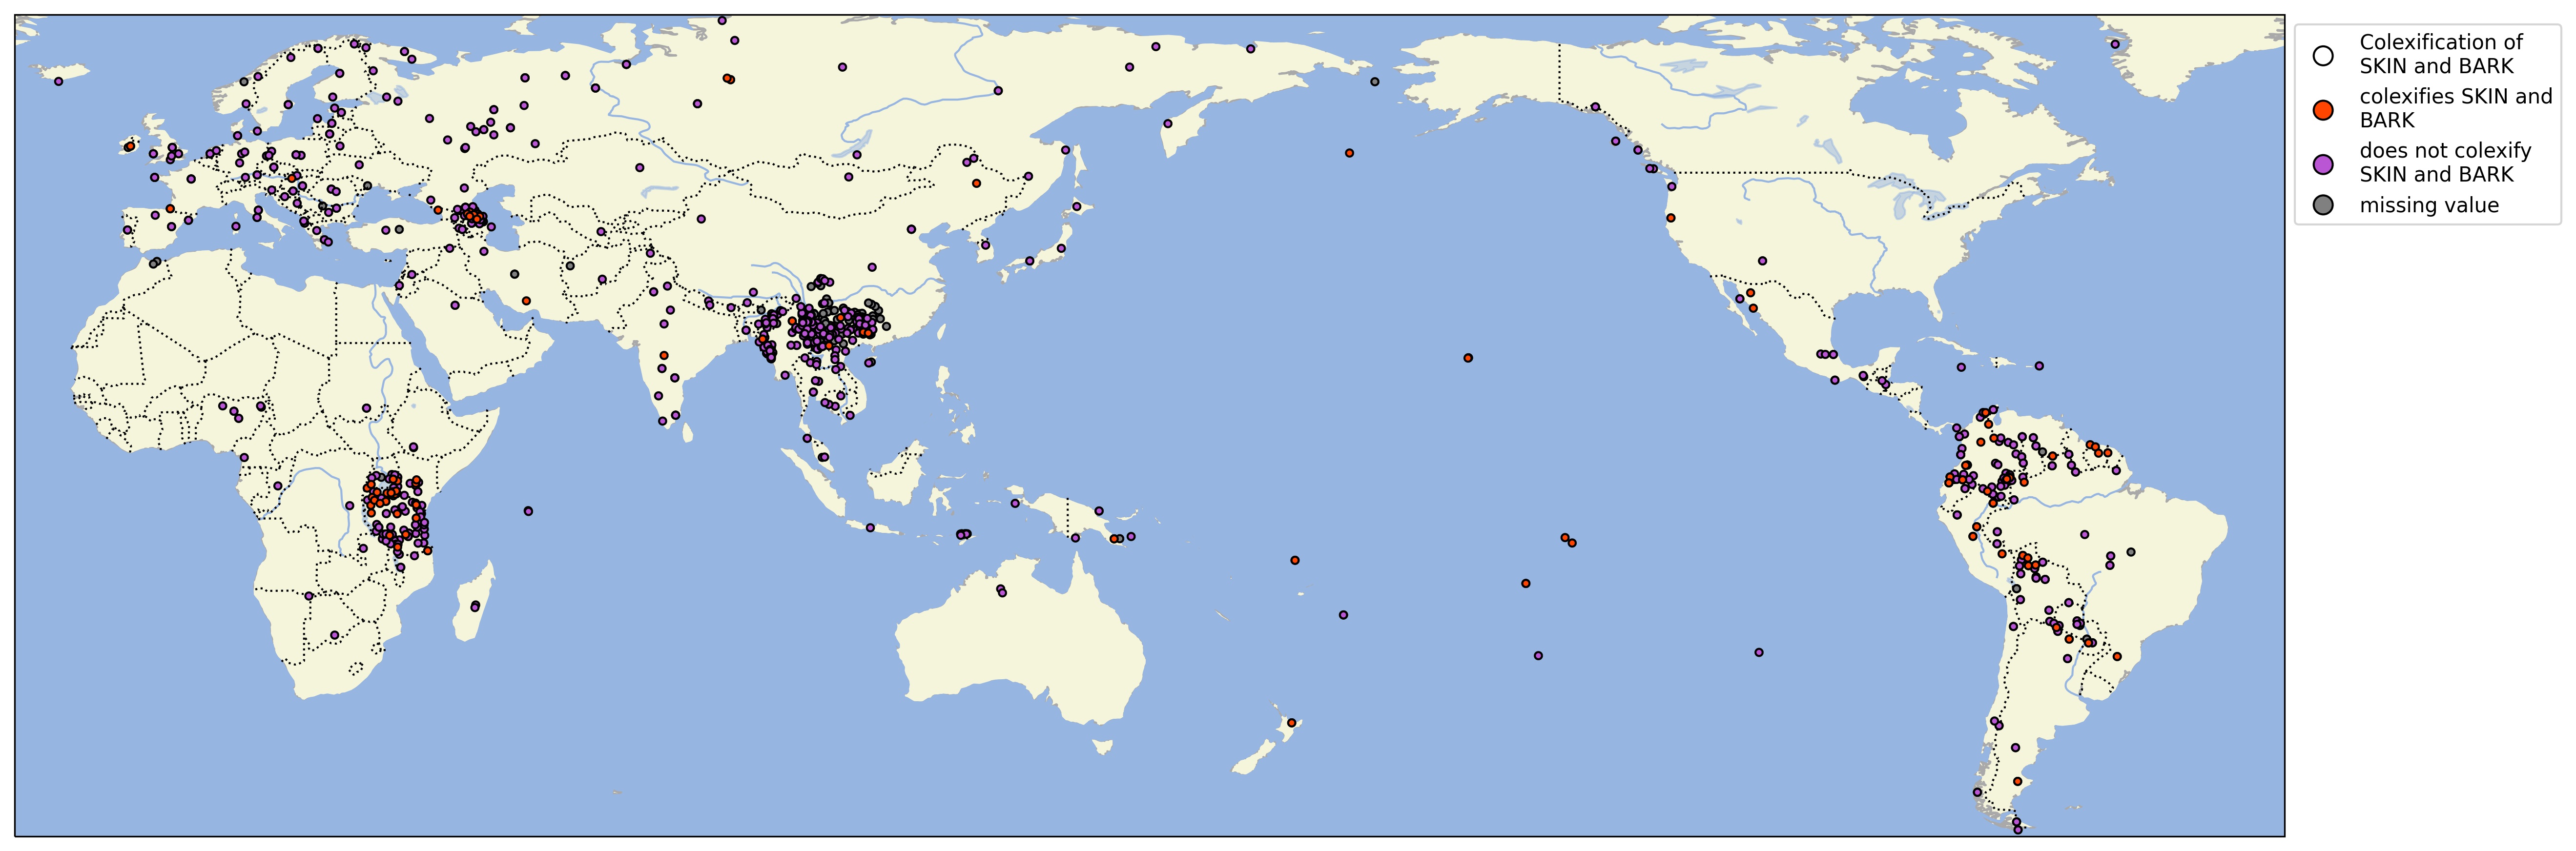 Colexification of
SKIN and BARK
colexifies SKIN and
BARK
does not colexify
SKIN and BARK
missing value